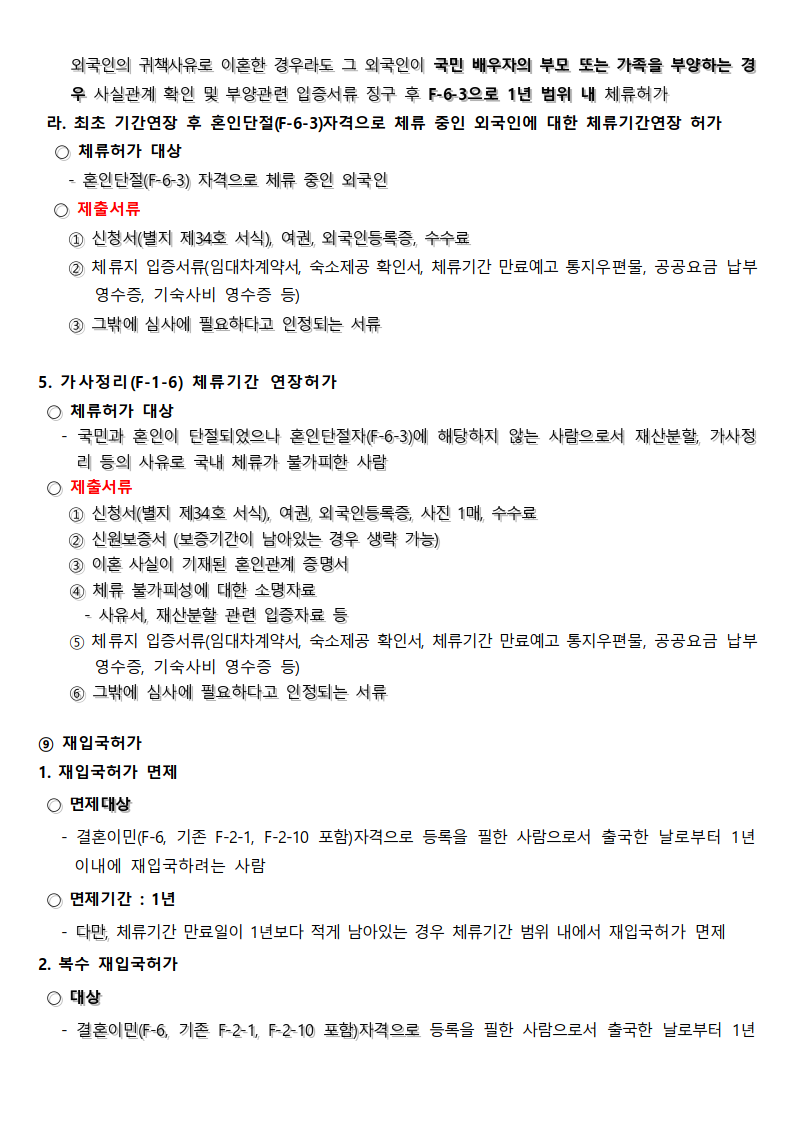 외국인의 귀책사유로 이혼한 경우라도 그 외국인이 국민 배우자의 부모 또는 가족을 부양하는 경
우 사실관계 확인 및 부양관련 입증서류 징구 후 F-6-3으로 1년 범위 내 체류허가
라. 최초 기간연장 후 혼인단절(F-6-3)자격으로 체류 중인 외국인에 대한 체류기간연장 허가
○ 체류허가 대상
- 혼인단절(F-6-3) 자격으로 체류 중인 외국인
○ 제출서류
① 신청서(별지 제34호 서식), 여권, 외국인등록증, 수수료
② 체류지 입증서류(임대차계약서, 숙소제공 확인서, 체류기간 만료예고 통지우편물, 공공요금 납부
영수증, 기숙사비 영수증 등)
③ 그밖에 심사에 필요하다고 인정되는 서류
5. 가사정리(F-1-6) 체류기간 연장허가
○ 체류허가 대상
- 국민과 혼인이 단절되었으나 혼인단절자(F-6-3)에 해당하지 않는 사람으로서 재산분할, 가사정
리 등의 사유로 국내 체류가 불가피한 사람
○ 제출서류
① 신청서(별지 제34호 서식), 여권, 외국인등록증, 사진 1매, 수수료
② 신원보증서 (보증기간이 남아있는 경우 생략 가능)
③ 이혼 사실이 기재된 혼인관계 증명서
④ 체류 불가피성에 대한 소명자료
- 사유서, 재산분할 관련 입증자료 등
⑤ 체류지 입증서류(임대차계약서, 숙소제공 확인서, 체류기간 만료예고 통지우편물, 공공요금 납부
영수증, 기숙사비 영수증 등)
⑥ 그밖에 심사에 필요하다고 인정되는 서류
⑨ 재입국허가
1. 재입국허가 면제
○ 면제대상
- 결혼이민(F-6, 기존 F-2-1, F-2-10 포함)자격으로 등록을 필한 사람으로서 출국한 날로부터 1년
이내에 재입국하려는 사람
○ 면제기간 : 1년
- 다만, 체류기간 만료일이 1년보다 적게 남아있는 경우 체류기간 범위 내에서 재입국허가 면제
2. 복수 재입국허가
○ 대상
- 결혼이민(F-6, 기존 F-2-1, F-2-10 포함)자격으로 등록을 필한 사람으로서 출국한 날로부터 1년